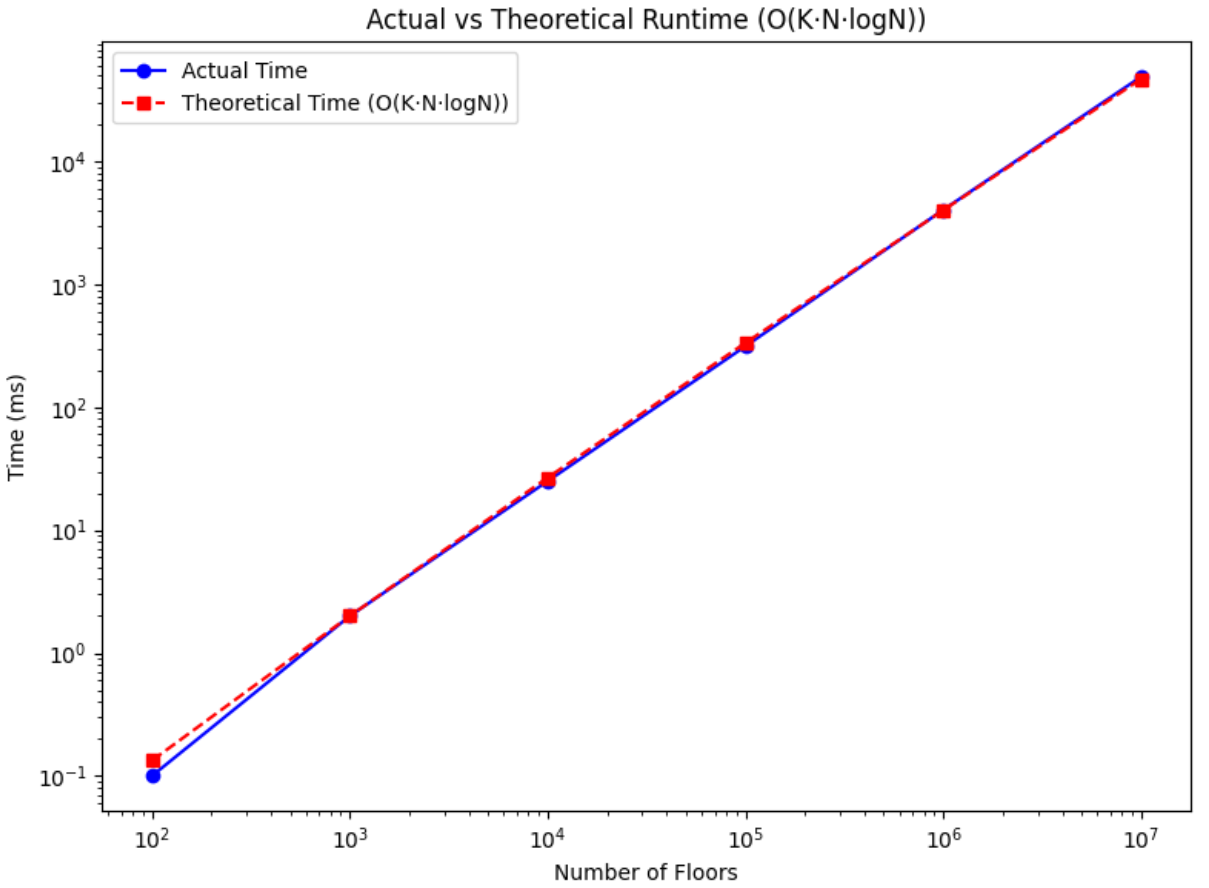 Actual vs Theoretical Runtime (O(K·N·logN))
Actual Time
Theoretical Time (O(K·N·logN))
Time (ms)
10⁴
10³
10²
10¹
10⁰
10⁻¹
10²
10³
10⁴
10⁵
10⁶
10⁷
Number of Floors